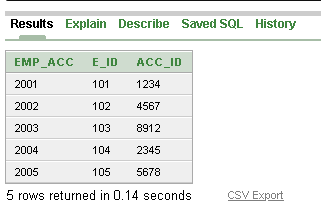 Results Explain Describe Saved SQL History
EMP_ACC E_ID ACC_ID
2001 101 1234
2002 102 4567
2003 103 8912
2004 104 2345
2005 105 5678
5 rows returned in 0.14 seconds CSV Export